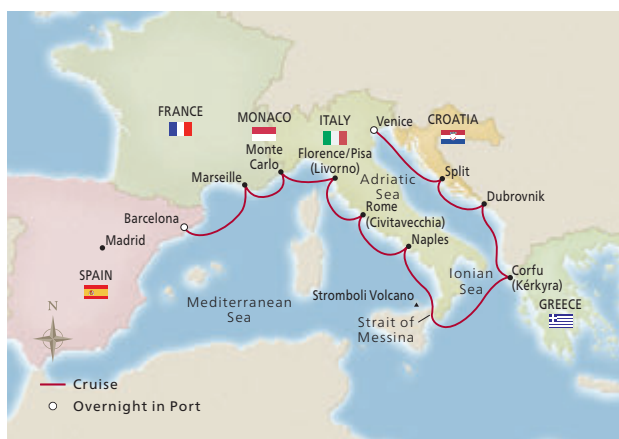 FRANCE
MONACO
ITALY
CROATIA
Venice
Monte
Carlo
Florence/Pisa
(Livorno)
Marseille
Adriatic
Sea
Split
Dubrovnik
Barcelona
Rome
(Civitavecchia)
Madrid
Naples
SPAIN
Ionian
Sea
Corfu
(Kérkyra)
Mediterranean
Sea
Stromboli Volcano
GREECE
Strait of
Messina
N
Cruise
Overnight in Port